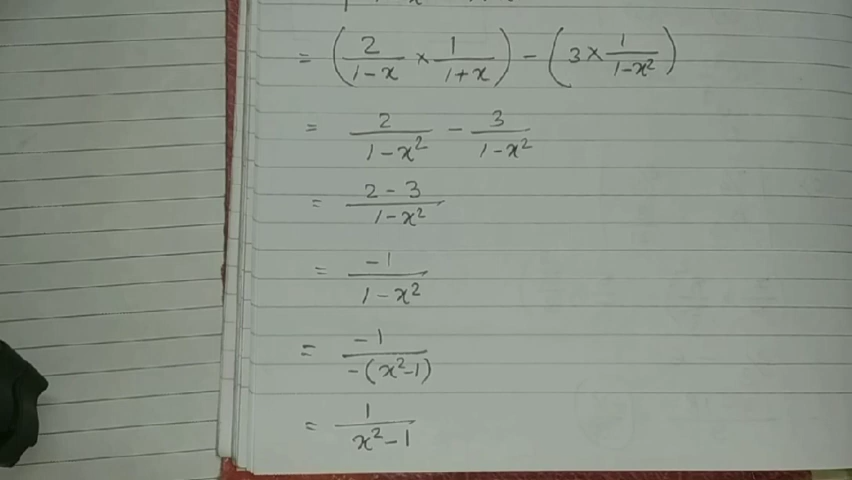 = (2/(1-x) × 1/(1+x)) - (3 × 1/(1-x²))
= 2/(1-x²) - 3/(1-x²)
= (2-3)/(1-x²)
= -1/(1-x²)
= -1/-(x²-1)
= 1/(x²-1)